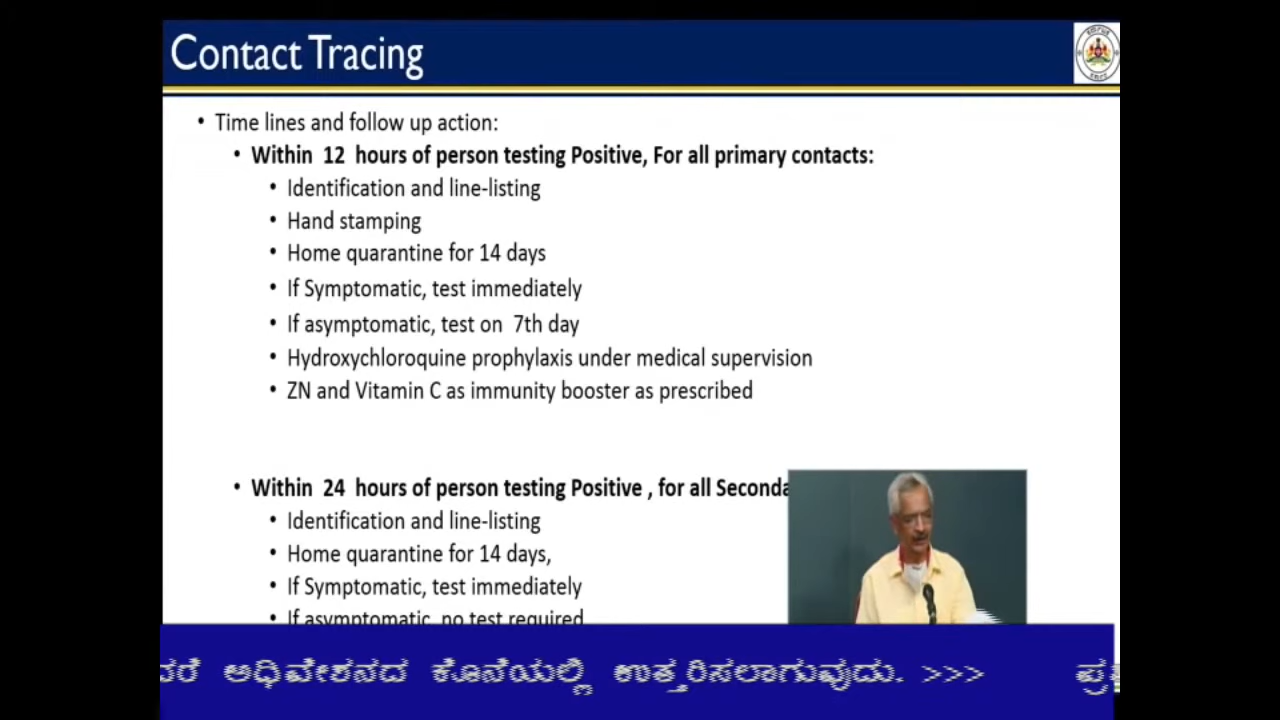 Contact Tracing
• Time lines and follow up action:
• Within 12 hours of person testing Positive, For all primary contacts:
• Identification and line-listing
• Hand stamping
• Home quarantine for 14 days
• If Symptomatic, test immediately
• If asymptomatic, test on 7th day
• Hydroxychloroquine prophylaxis under medical supervision
• ZN and Vitamin C as immunity booster as prescribed
• Within 24 hours of person testing Positive , for all Seconda
• Identification and line-listing
• Home quarantine for 14 days,
• If Symptomatic, test immediately
• If asymptomatic, no test required
ಅಧಿವೇಶನದ ಕೊನೆಯಲ್ಲಿ ಉತ್ತರಿಸಲಾಗುವುದು. >>>